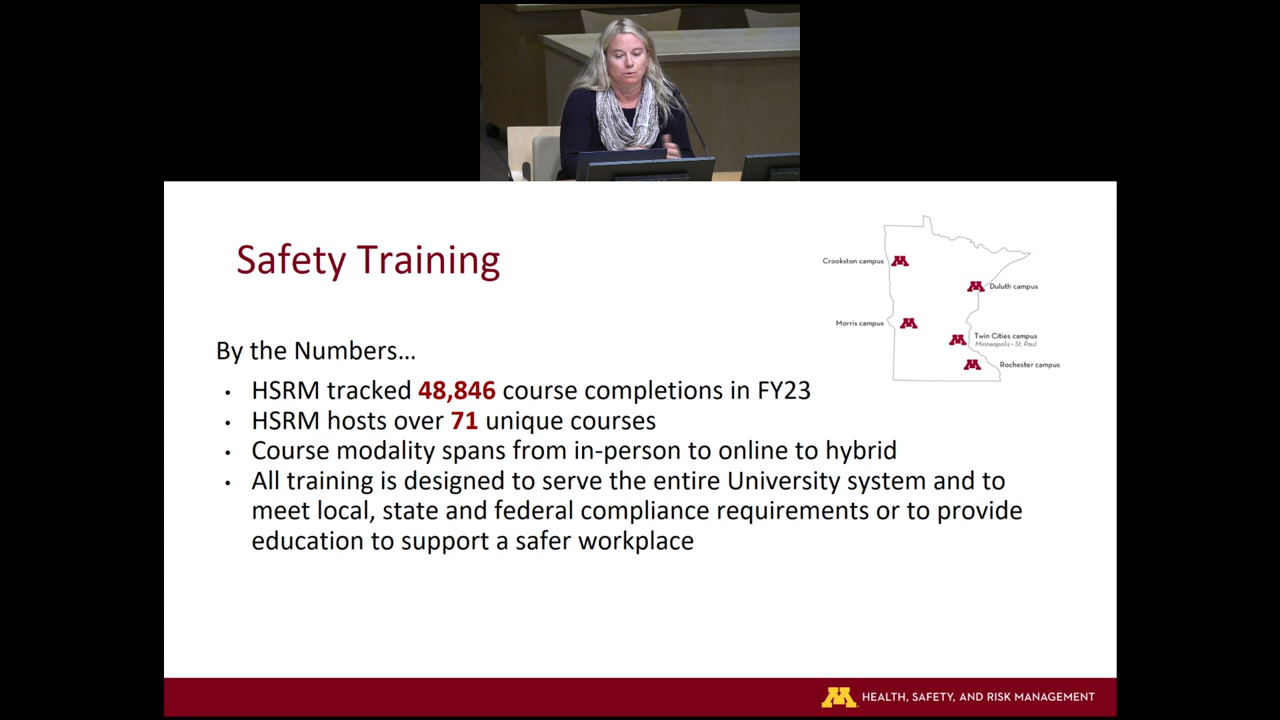 Safety Training
Crookston campus
Duluth campus
Morris campus
Twin Cities campus
Minneapolis • St. Paul
Rochester campus
By the Numbers...
• HSRM tracked 48,846 course completions in FY23
• HSRM hosts over 71 unique courses
• Course modality spans from in-person to online to hybrid
• All training is designed to serve the entire University system and to
meet local, state and federal compliance requirements or to provide
education to support a safer workplace
M HEALTH, SAFETY, AND RISK MANAGEMENT